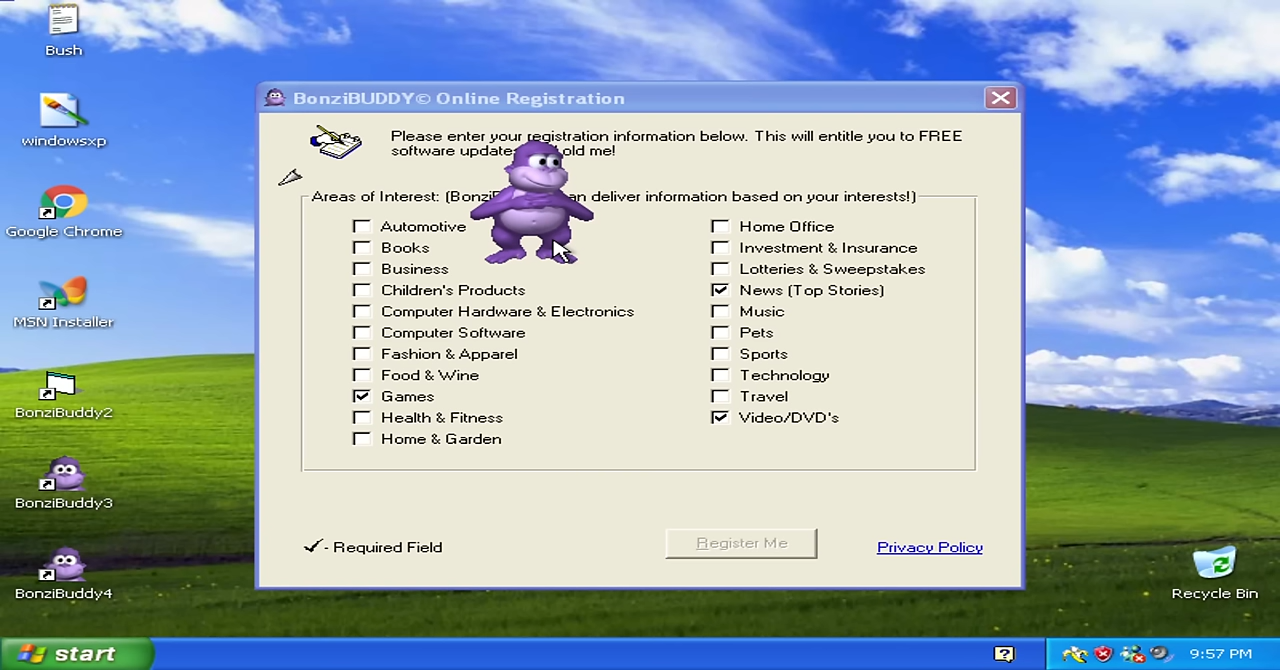 Bush
windowsxp
Google Chrome
MSN Installer
BonziBuddy2
BonziBuddy3
BonziBuddy4
BonziBUDDY© Online Registration
Please enter your registration information below. This will entitle you to FREE
software old me!
Areas of Interest: an deliver information based on your interests!)
Automotive
Books
Business
Children's Products
Computer Hardware & Electronics
Computer Software
Fashion & Apparel
Food & Wine
Games
Health & Fitness
Home & Garden
Home Office
Investment & Insurance
Lotteries & Sweepstakes
News (Top Stories)
Music
Pets
Sports
Technology
Travel
Video/DVD's
- Required Field
Register Me
Privacy Policy
Recycle Bin
start
9:57 PM